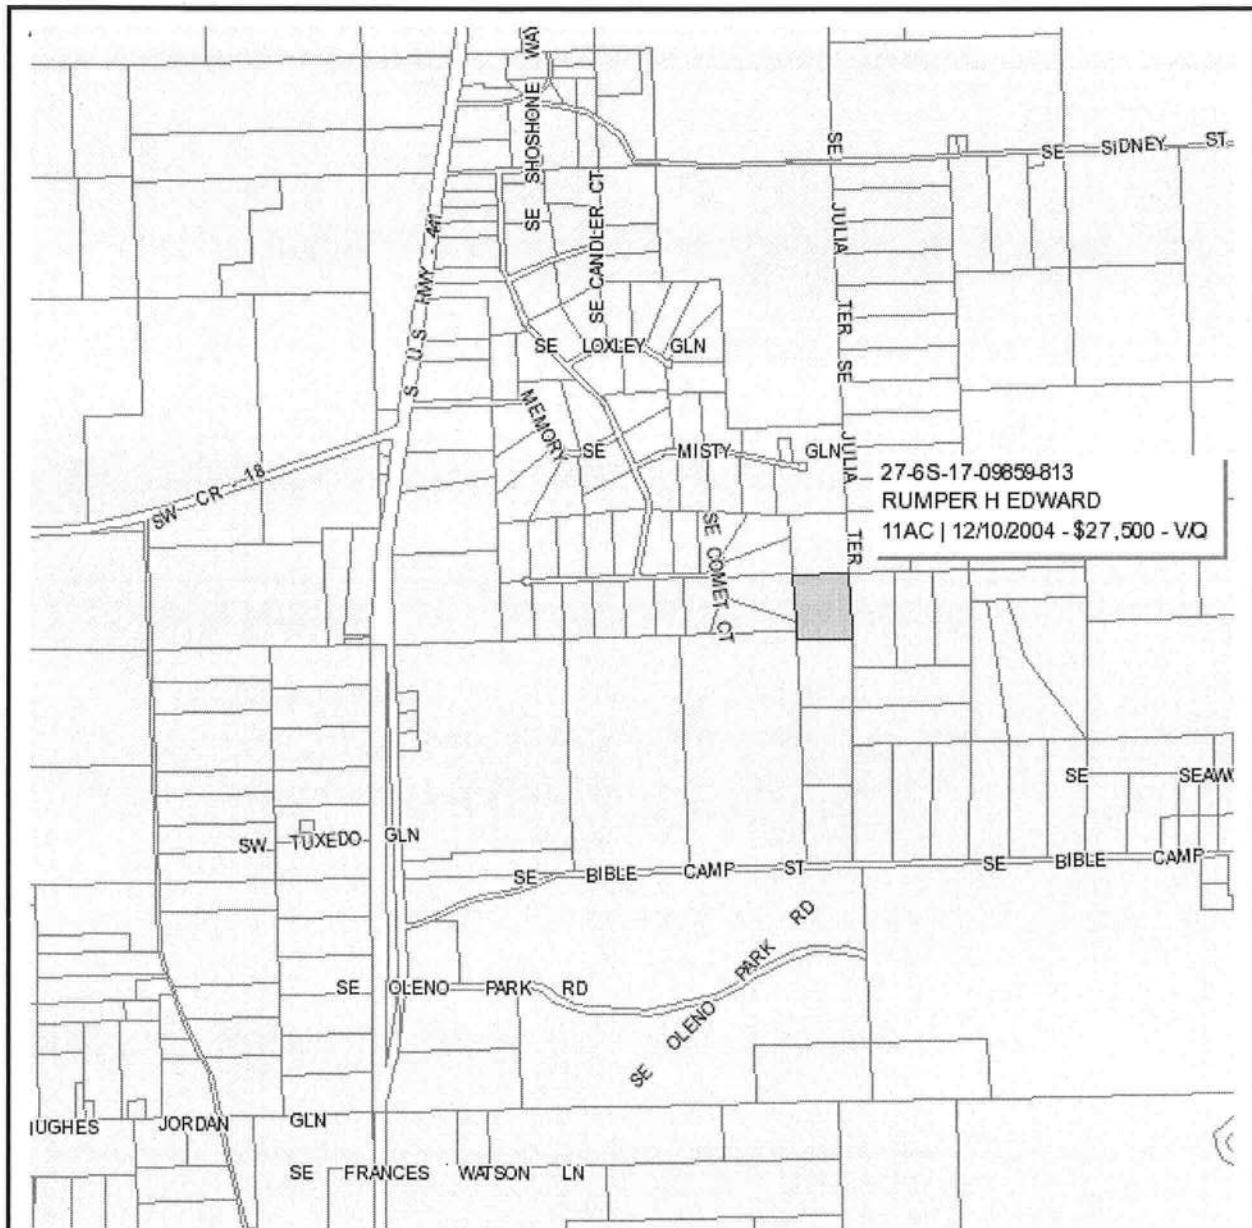 SE SHOSHONE WAY
SE SIDNEY ST
SE JULIA TER SE JULIA TER
SE CANDLER CT
S U S HWY 441
SE LOXLEY GLN
MEMORY
SE MISTY GLN
SW CR - 18
27-6S-17-09859-813
RUMPER H EDWARD
11AC | 12/10/2004 - $27,500 - V/Q
SE COMET CT
SE SEAWO
SW TUXEDO GLN
SE BIBLE CAMP ST SE BIBLE CAMP
SE OLENO PARK RD
SE OLENO PARK RD
JORDAN GLN
SE FRANCES WATSON LN